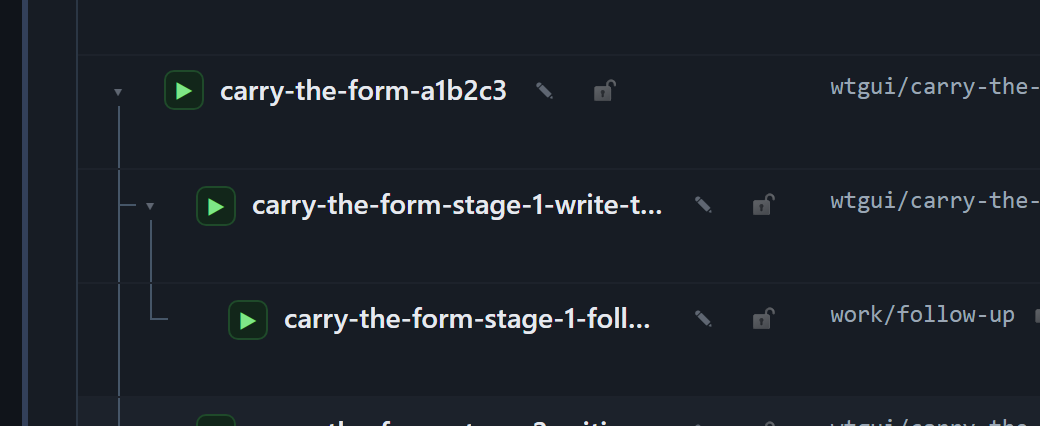 carry-the-form-a1b2c3 wtgui/carry-the-
carry-the-form-stage-1-write-t... wtgui/carry-the-
carry-the-form-stage-1-foll... work/follow-up